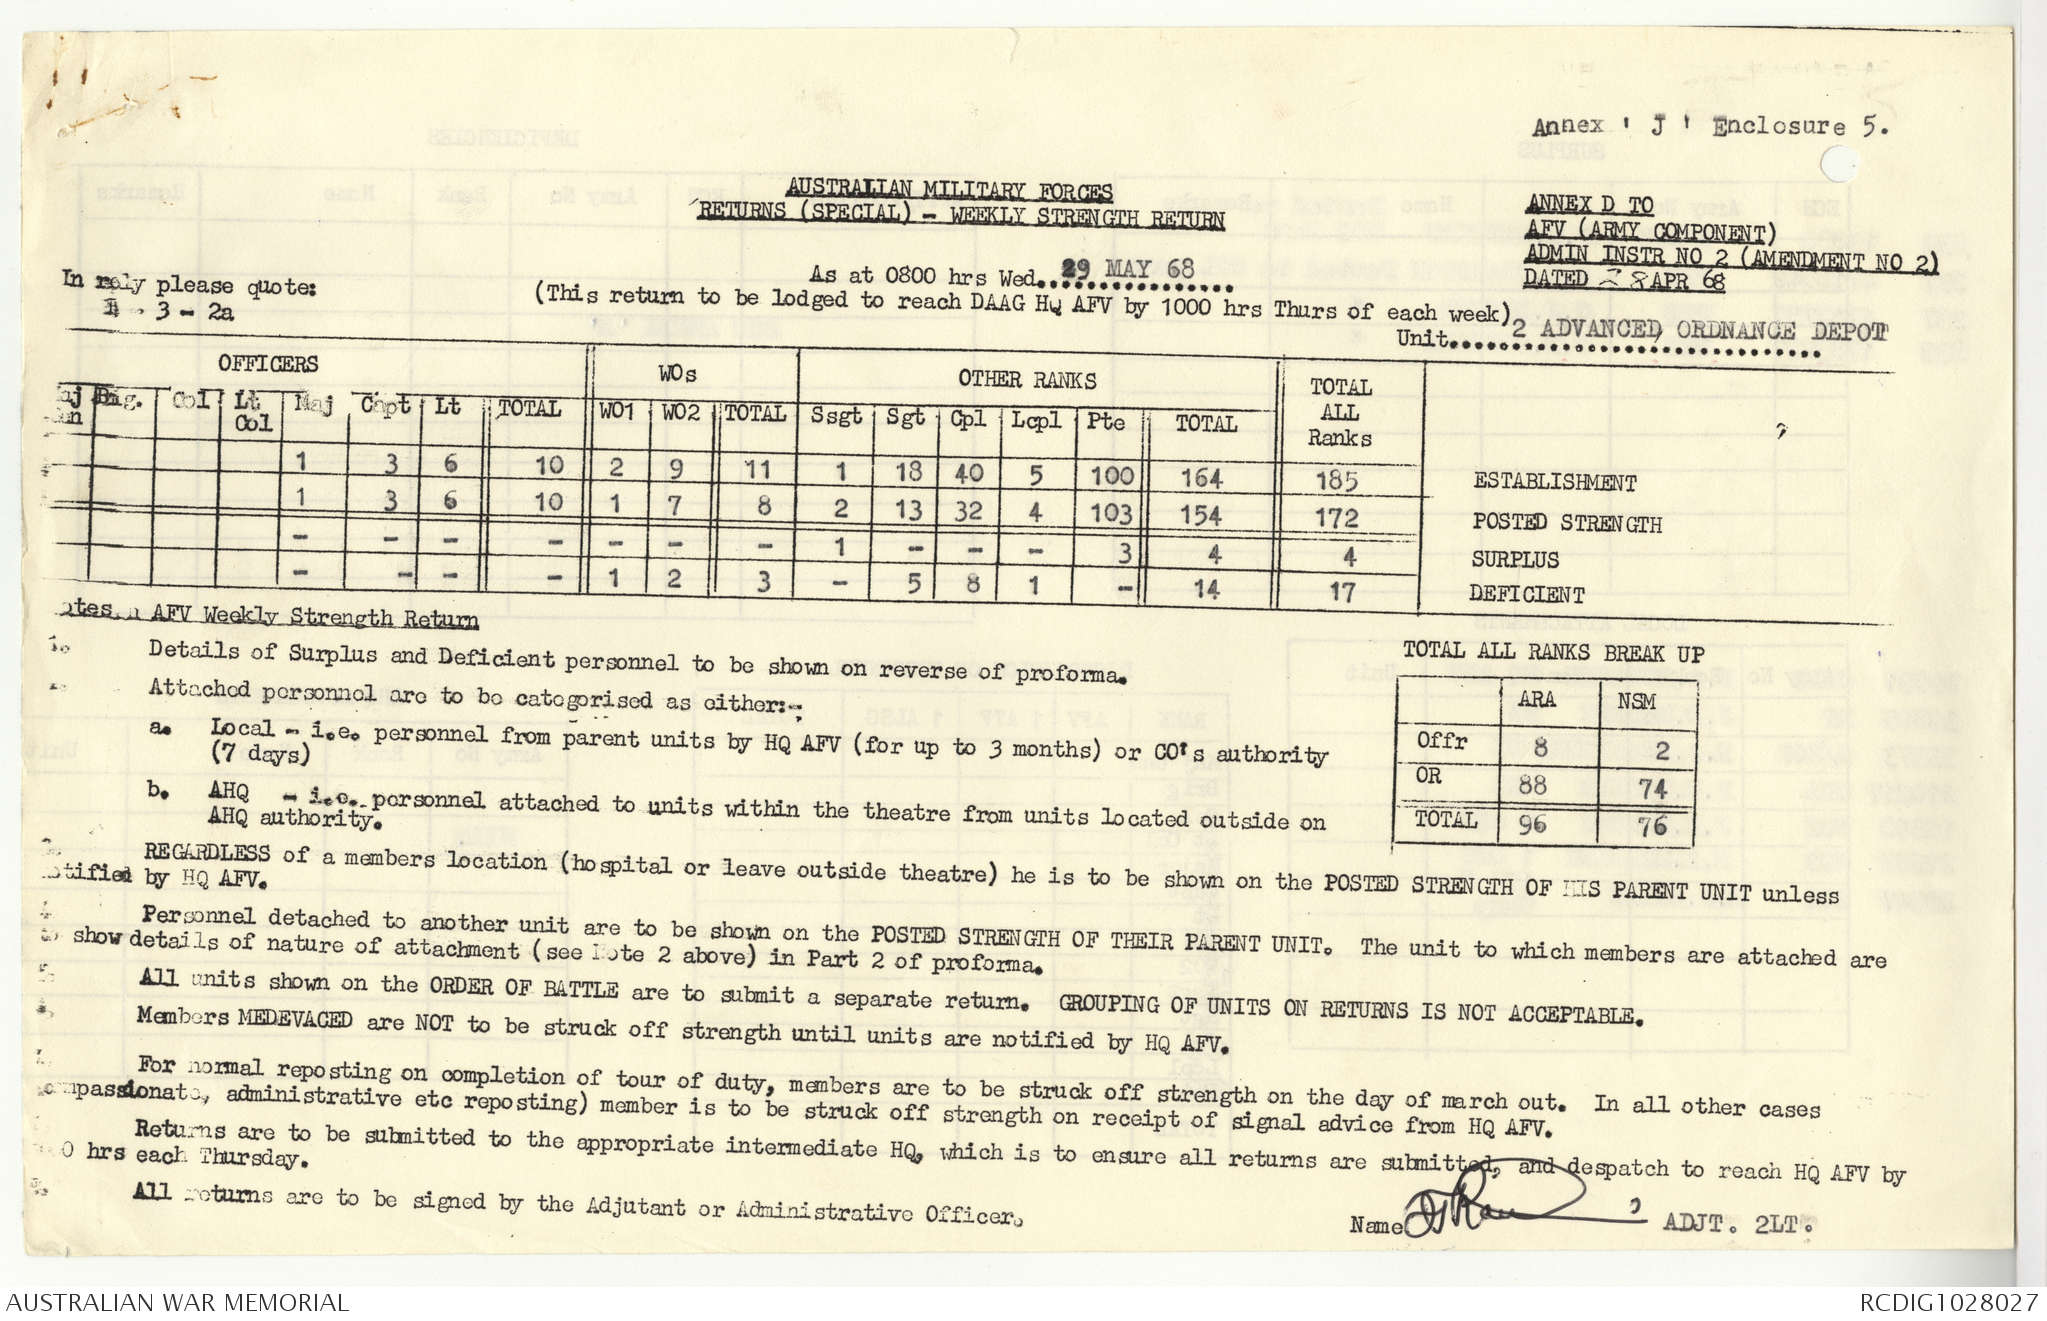 Annex ' J ' Enclosure 5.
AUSTRALIAN MILITARY FORCES
RETURNS (SPECIAL) - WEEKLY STRENGTH RETURN
ANNEX D TO
AFV (ARMY COMPONENT)
ADMIN INSTR NO 2 (AMENDMENT NO 2)
DATED 28 APR 68
In reply please quote:
3 - 2a
As at 0800 hrs Wed. 29 MAY 68
(This return to be lodged to reach DAAG HQ AFV by 1000 hrs Thurs of each week)
Unit 2 ADVANCED ORDNANCE DEPOT
OFFICERS WOs OTHER RANKS TOTAL ALL Ranks
Brig. Col Lt Col Maj Capt Lt TOTAL WO1 WO2 TOTAL Ssgt Sgt Cpl Lcpl Pte TOTAL
1 3 6 10 2 9 11 1 18 40 5 100 164 185 ESTABLISHMENT
1 3 6 10 1 7 8 2 13 32 4 103 154 172 POSTED STRENGTH
- - - - - - - 1 - - - 3 4 4 SURPLUS
- - - - 1 2 3 - 5 8 1 - 14 17 DEFICIENT
AFV Weekly Strength Return
Details of Surplus and Deficient personnel to be shown on reverse of proforma.
Attached personnel are to be categorised as either:-
a. Local - i.e. personnel from parent units by HQ AFV (for up to 3 months) or CO's authority
(7 days)
b. AHQ - i.e. personnel attached to units within the theatre from units located outside on
AHQ authority.
TOTAL ALL RANKS BREAK UP
ARA NSM
Offr 8 2
OR 88 74
TOTAL 96 76
REGARDLESS of a members location (hospital or leave outside theatre) he is to be shown on the POSTED STRENGTH OF HIS PARENT UNIT unless
notified by HQ AFV.
Personnel detached to another unit are to be shown on the POSTED STRENGTH OF THEIR PARENT UNIT. The unit to which members are attached are
to show details of nature of attachment (see Note 2 above) in Part 2 of proforma.
All units shown on the ORDER OF BATTLE are to submit a separate return. GROUPING OF UNITS ON RETURNS IS NOT ACCEPTABLE.
Members MEDEVACED are NOT to be struck off strength until units are notified by HQ AFV.
For normal reposting on completion of tour of duty, members are to be struck off strength on the day of march out. In all other cases
compassionate, administrative etc reposting) member is to be struck off strength on receipt of signal advice from HQ AFV.
Returns are to be submitted to the appropriate intermediate HQ, which is to ensure all returns are submitted, and despatch to reach HQ AFV by
hrs each Thursday.
All returns are to be signed by the Adjutant or Administrative Officer.
Name ADJT. 2LT.
AUSTRALIAN WAR MEMORIAL
RCDIG1028027